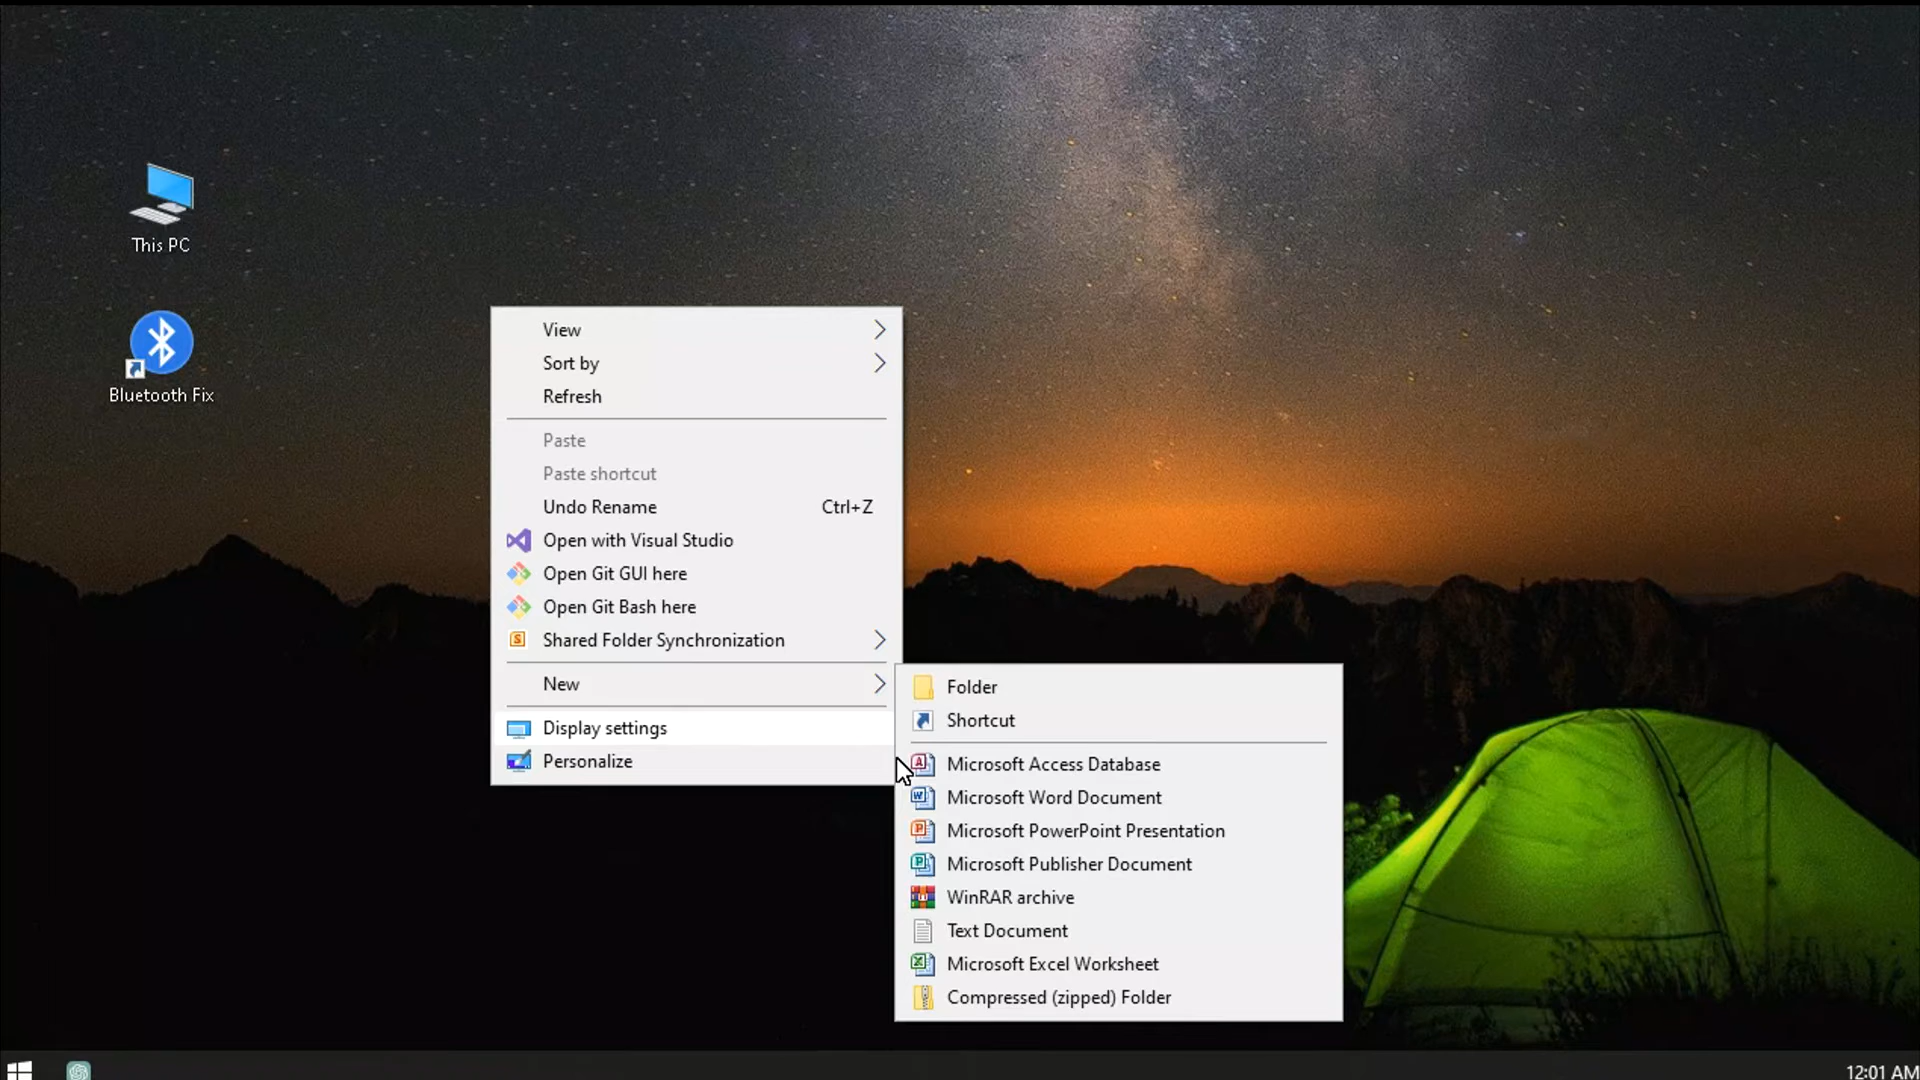 This PC
Bluetooth Fix
View
Sort by
Refresh
Paste
Paste shortcut
Undo Rename Ctrl+Z
Open with Visual Studio
Open Git GUI here
Open Git Bash here
Shared Folder Synchronization
New
Display settings
Personalize
Folder
Shortcut
Microsoft Access Database
Microsoft Word Document
Microsoft PowerPoint Presentation
Microsoft Publisher Document
WinRAR archive
Text Document
Microsoft Excel Worksheet
Compressed (zipped) Folder
12:01 AM